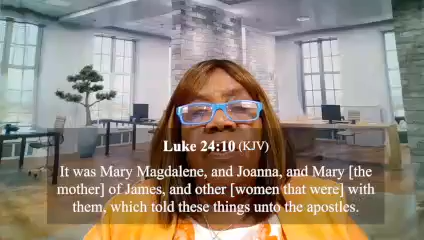 Luke 24:10 (KJV)
It was Mary Magdalene, and Joanna, and Mary [the
mother] of James, and other [women that were] with
them, which told these things unto the apostles.